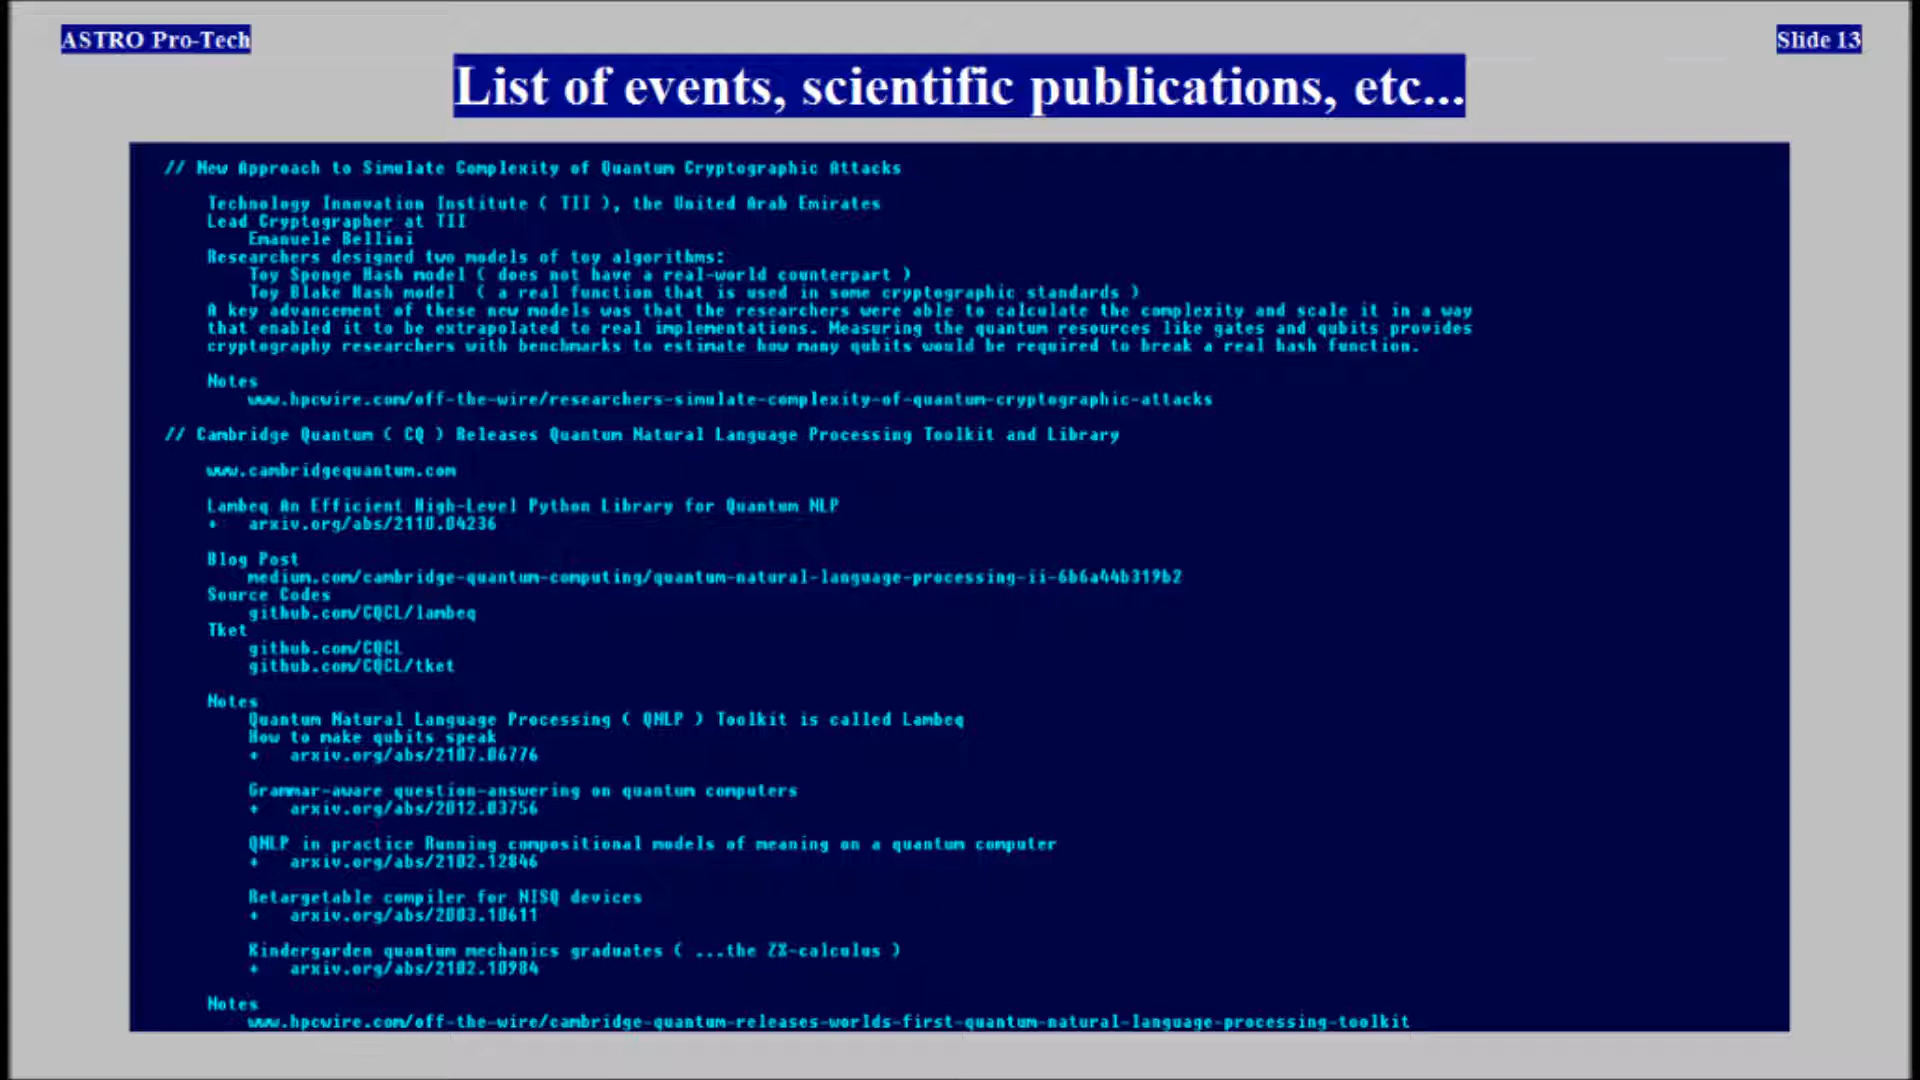 ASTRO Pro-Tech
Slide 13
List of events, scientific publications, etc...
// New Approach to Simulate Complexity of Quantum Cryptographic Attacks
Technology Innovation Institute ( TII ), the United Arab Emirates
Lead Cryptographer at TII
Emanuele Bellini
Researchers designed two models of toy algorithms:
Toy Sponge Hash model ( does not have a real-world counterpart )
Toy Blake Hash model ( a real function that is used in some cryptographic standards )
A key advancement of these new models was that the researchers were able to calculate the complexity and scale it in a way
that enabled it to be extrapolated to real implementations. Measuring the quantum resources like gates and qubits provides
cryptography researchers with benchmarks to estimate how many qubits would be required to break a real hash function.
Notes
www.hpcwire.com/off-the-wire/researchers-simulate-complexity-of-quantum-cryptographic-attacks
// Cambridge Quantum ( CQ ) Releases Quantum Natural Language Processing Toolkit and Library
www.cambridgequantum.com
Lambeq An Efficient High-Level Python Library for Quantum NLP
+ arxiv.org/abs/2110.04236
Blog Post
medium.com/cambridge-quantum-computing/quantum-natural-language-processing-ii-6b6a44b319b2
Source Codes
github.com/CQCL/lambeq
Tket
github.com/CQCL
github.com/CQCL/tket
Notes
Quantum Natural Language Processing ( QNLP ) Toolkit is called Lambeq
How to make qubits speak
+ arxiv.org/abs/2107.06776
Grammar-aware question-answering on quantum computers
+ arxiv.org/abs/2012.03756
QNLP in practice Running compositional models of meaning on a quantum computer
+ arxiv.org/abs/2102.12846
Retargetable compiler for NISQ devices
+ arxiv.org/abs/2003.10611
Kindergarden quantum mechanics graduates ( ...the ZX-calculus )
+ arxiv.org/abs/2102.10984
Notes
www.hpcwire.com/off-the-wire/cambridge-quantum-releases-worlds-first-quantum-natural-language-processing-toolkit